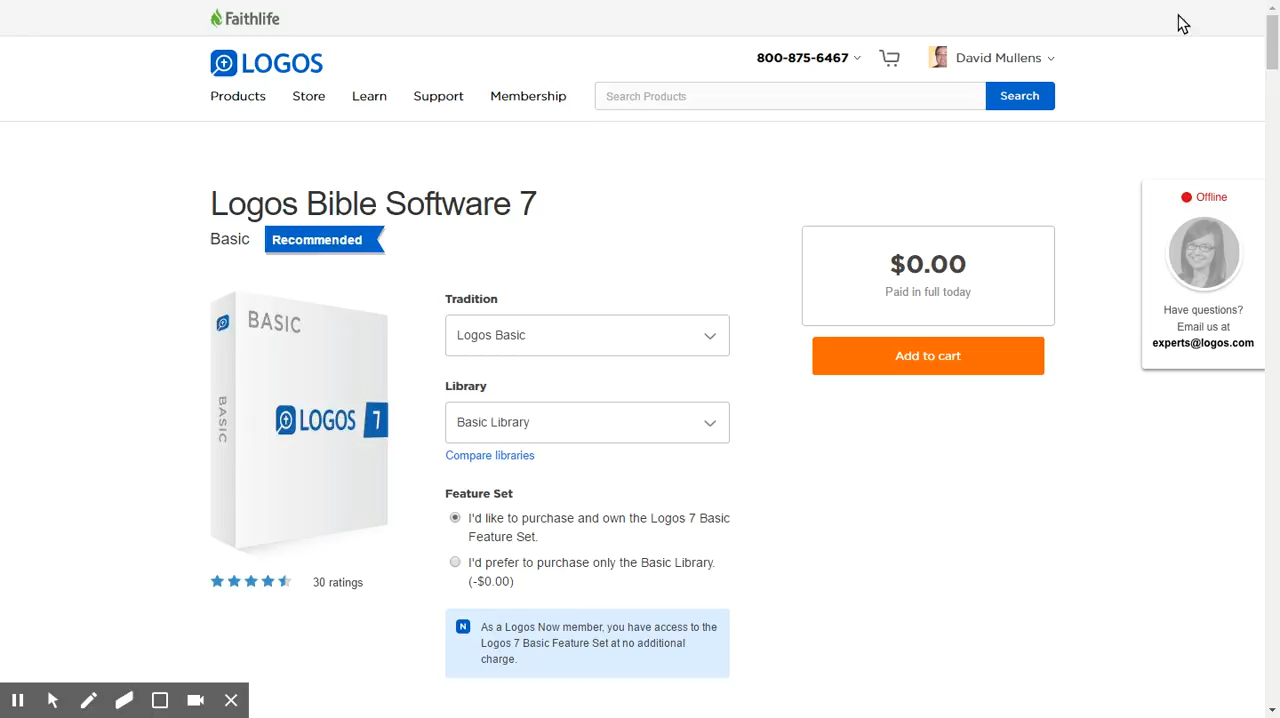 Faithlife
LOGOS
800-875-6467
David Mullens
Products
Store
Learn
Support
Membership
Search Products
Search
Logos Bible Software 7
Basic
Recommended
$0.00
Paid in full today
Add to cart
Offline
Have questions?
Email us at
experts@logos.com
BASIC
BASIC
LOGOS 7
30 ratings
Tradition
Logos Basic
Library
Basic Library
Compare libraries
Feature Set
I'd like to purchase and own the Logos 7 Basic
Feature Set.
I'd prefer to purchase only the Basic Library.
(-$0.00)
N
As a Logos Now member, you have access to the
Logos 7 Basic Feature Set at no additional
charge.